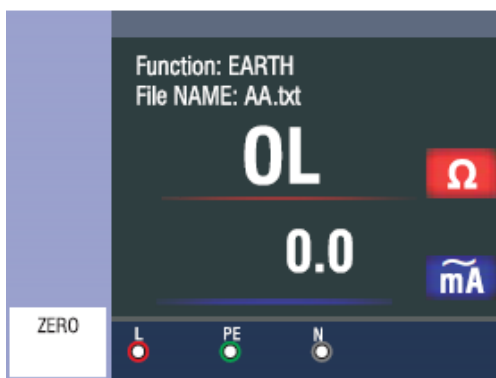 Function: EARTH
File NAME: AA.txt
OL Ω
0.0 mA
ZERO
L PE N